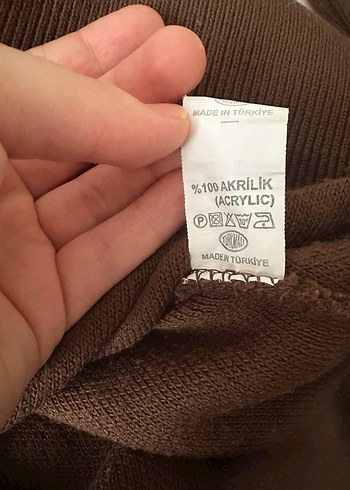 MADE IN TÜRKİYE
%100 AKRİLİK
(ACRYLIC)
MADE IN TÜRKİYE